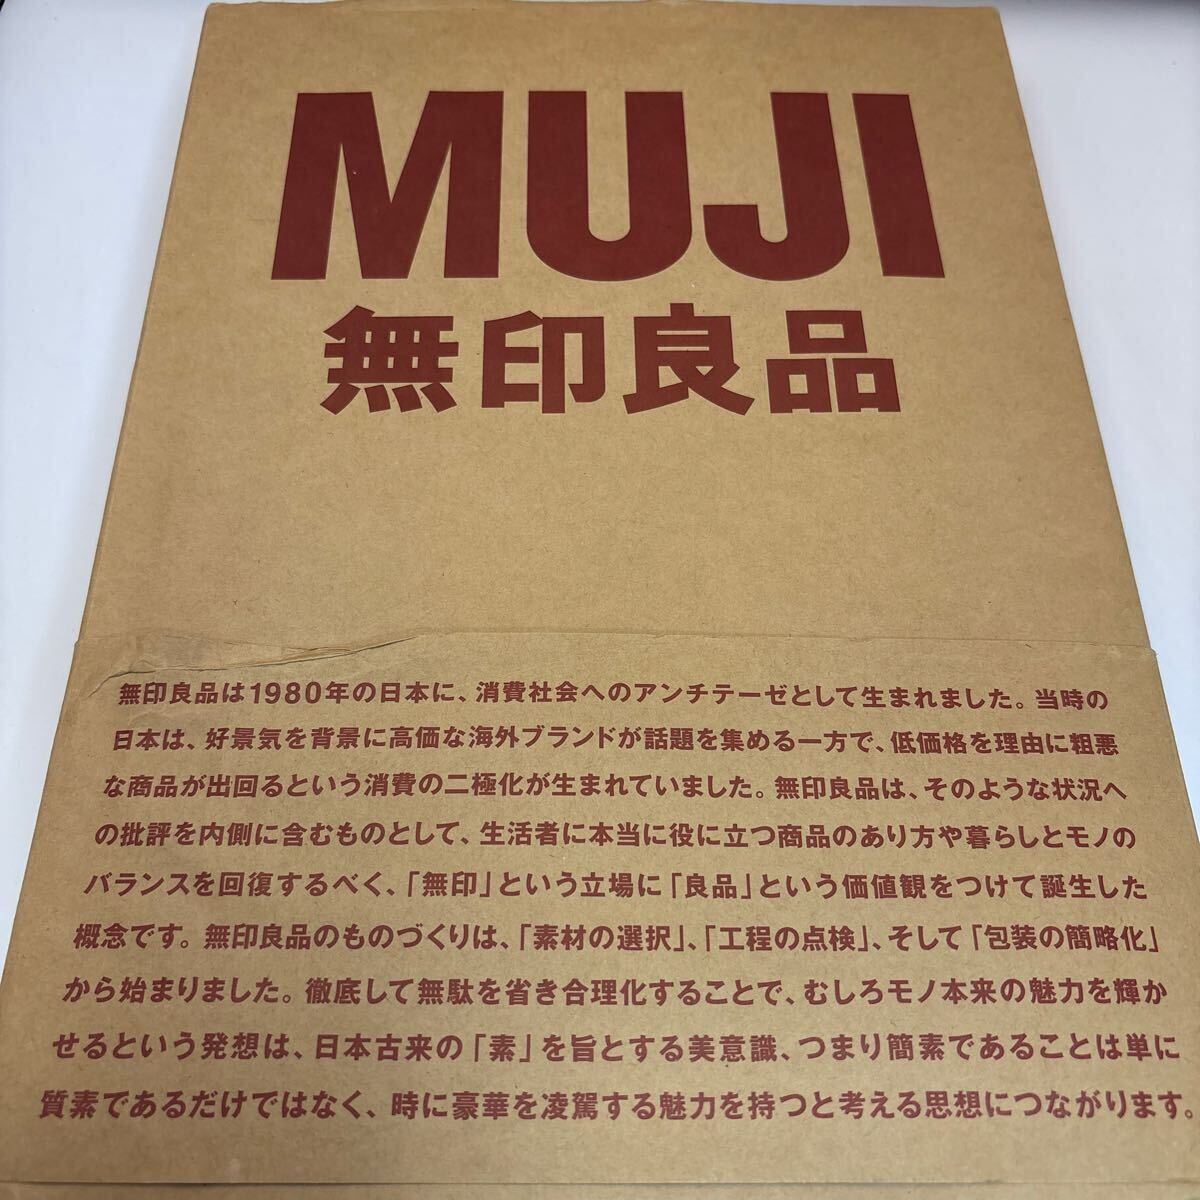 MUJI
無印良品
無印良品は1980年の日本に、消費社会へのアンチテーゼとして生まれました。当時の
日本は、好景気を背景に高価な海外ブランドが話題を集める一方で、低価格を理由に粗悪
な商品が出回るという消費の二極化が生まれていました。無印良品は、そのような状況へ
の批評を内側に含むものとして、生活者に本当に役に立つ商品のあり方や暮らしとモノの
バランスを回復するべく、「無印」という立場に「良品」という価値観をつけて誕生した
概念です。無印良品のものづくりは、「素材の選択」、「工程の点検」、そして「包装の簡略化」
から始まりました。徹底して無駄を省き合理化することで、むしろモノ本来の魅力を輝か
せるという発想は、日本古来の「素」を旨とする美意識、つまり簡素であることは単に
質素であるだけではなく、時に豪華を凌駕する魅力を持つと考える思想につながります。